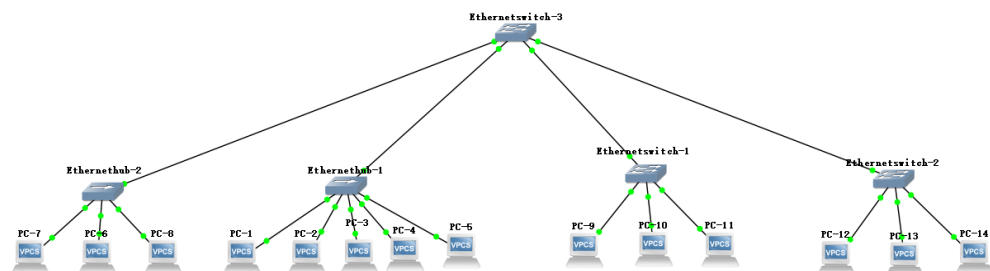 Ethernetswitch-3
Ethernethub-2
Ethernethub-1
Ethernetswitch-1
Ethernetswitch-2
PC-7
PC-6
PC-8
PC-1
PC-2
PC-3
PC-4
PC-5
PC-9
PC-10
PC-11
PC-12
PC-13
PC-14
VPCS
VPCS
VPCS
VPCS
VPCS
VPCS
VPCS
VPCS
VPCS
VPCS
VPCS
VPCS
VPCS
VPCS